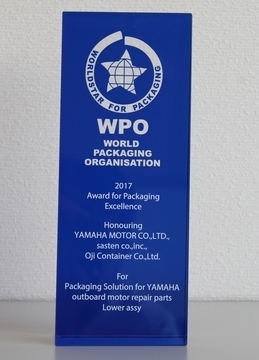 WORLDSTAR FOR PACKAGING
WPO
WORLD
PACKAGING
ORGANISATION
2017
Award for Packaging
Excellence
Honouring
YAMAHA MOTOR CO.,LTD.,
sasten co.,inc.,
Oji Container Co.,Ltd.
For
Packaging Solution for YAMAHA
outboard motor repair parts
Lower assy